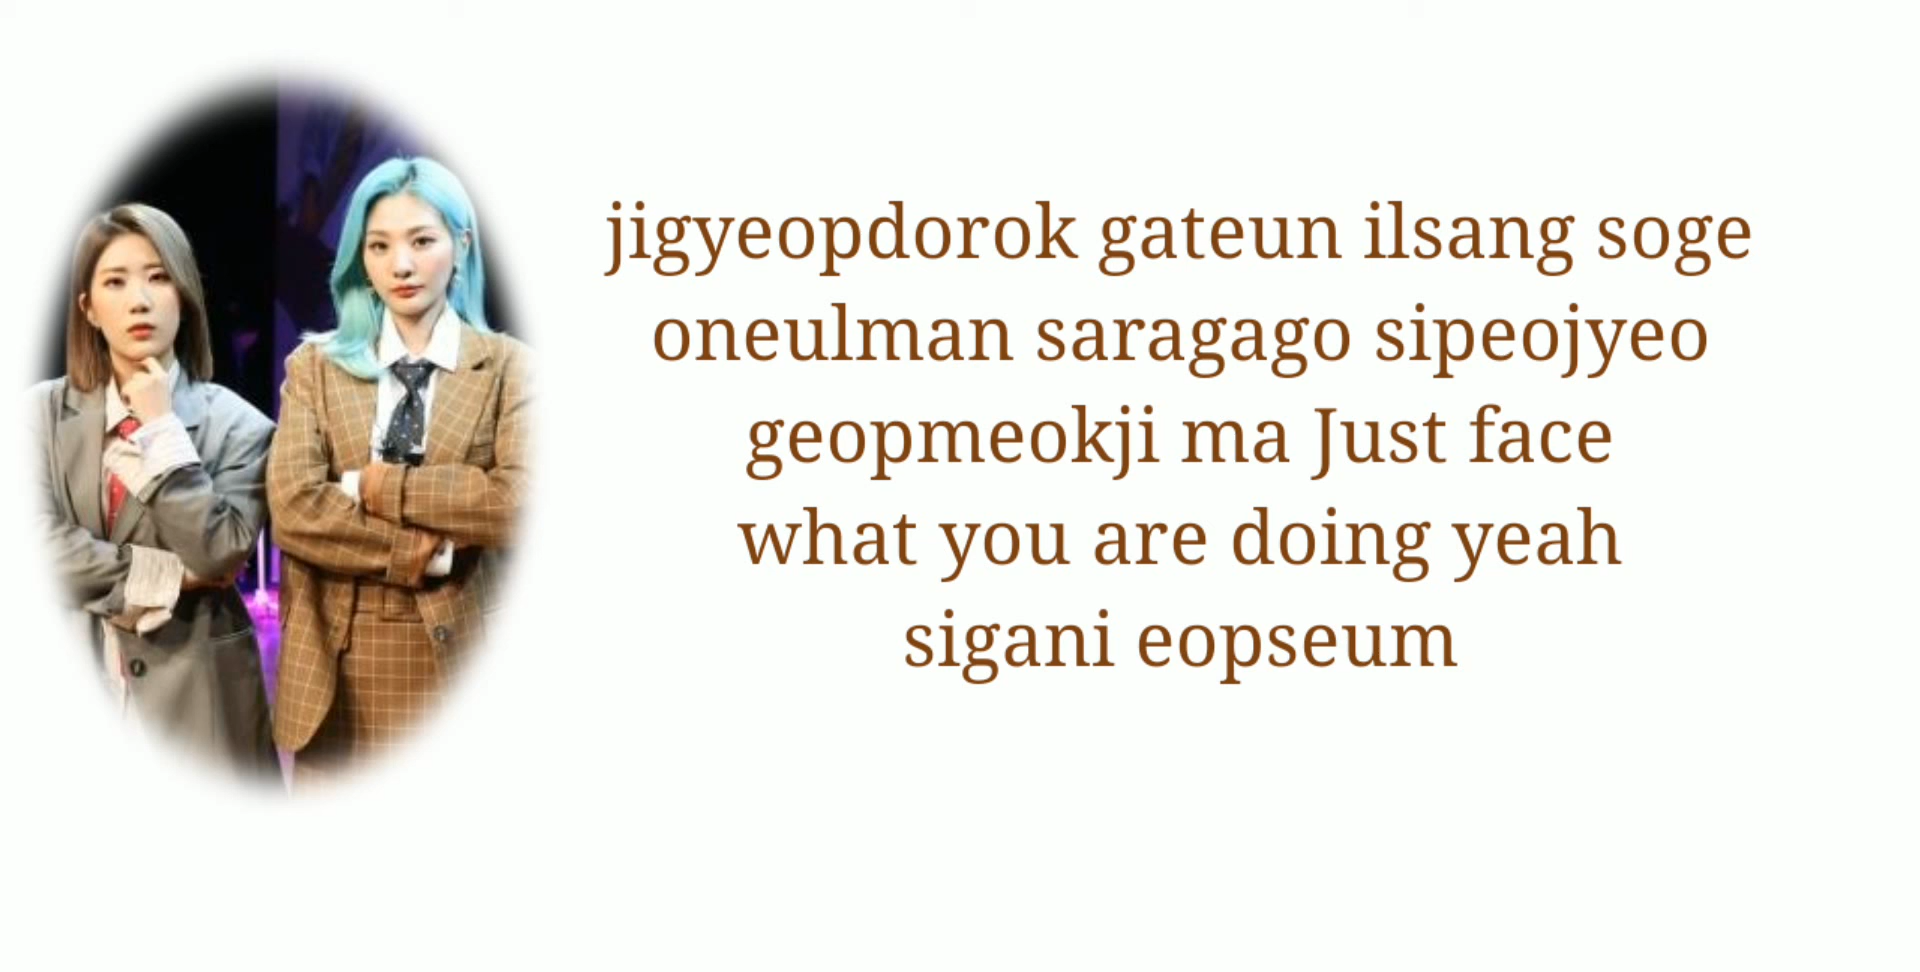 jigyeopdorok gateun ilsang soge
oneulman saragago sipeojyeo
geopmeokji ma Just face
what you are doing yeah
sigani eopseum